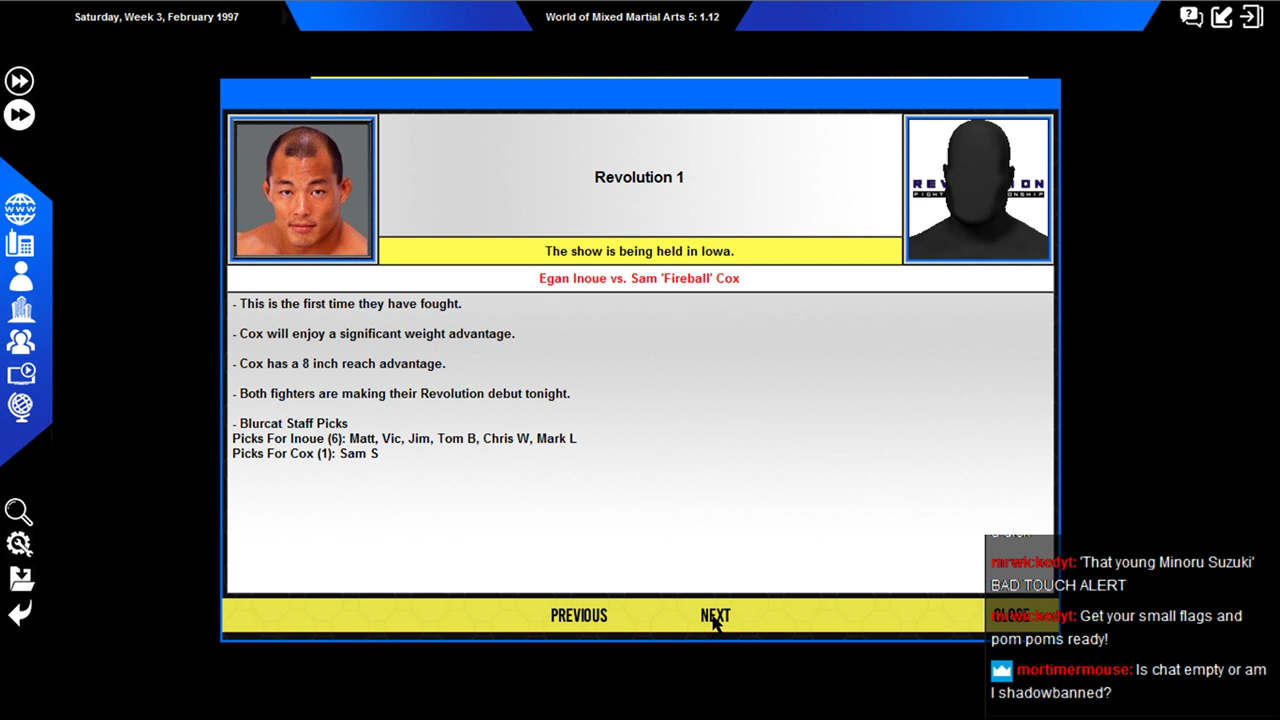 Saturday, Week 3, February 1997
World of Mixed Martial Arts 5: 1.12
WWW
Revolution 1
The show is being held in Iowa.
Egan Inoue vs. Sam 'Fireball' Cox
- This is the first time they have fought.
- Cox will enjoy a significant weight advantage.
- Cox has a 8 inch reach advantage.
- Both fighters are making their Revolution debut tonight.
- Blurcat Staff Picks
Picks For Inoue (6): Matt, Vic, Jim, Tom B, Chris W, Mark L
Picks For Cox (1): Sam S
PREVIOUS
NEXT
CLOSE
mrwickedyt: 'That young Minoru Suzuki'
BAD TOUCH ALERT
mrwickedyt: Get your small flags and
pom poms ready!
mortimermouse: Is chat empty or am
I shadowbanned?